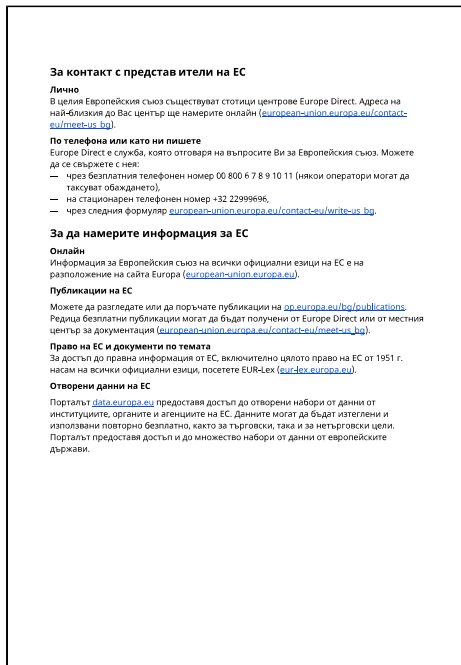 За контакт с представители на ЕС
Лично
В целия Европейския съюз съществуват стотици центрове Europe Direct. Адреса на
най-близкия до Вас център ще намерите онлайн (european-union.europa.eu/contact-
eu/meet-us_bg).
По телефона или като ни пишете
Europe Direct е служба, която отговаря на въпросите Ви за Европейския съюз. Можете
да се свържете с нея:
— чрез безплатния телефонен номер 00 800 6 7 8 9 10 11 (някои оператори могат да
таксуват обаждането),
— на стационарен телефонен номер +32 22999696,
— чрез следния формуляр european-union.europa.eu/contact-eu/write-us_bg.
За да намерите информация за ЕС
Онлайн
Информация за Европейския съюз на всички официални езици на ЕС е на
разположение на сайта Europa (european-union.europa.eu).
Публикации на ЕС
Можете да разгледате или да поръчате публикации на op.europa.eu/bg/publications.
Редица безплатни публикации могат да бъдат получени от Europe Direct или от местния
център за документация (european-union.europa.eu/contact-eu/meet-us_bg).
Право на ЕС и документи по темата
За достъп до правна информация от ЕС, включително цялото право на ЕС от 1951 г.
насам на всички официални езици, посетете EUR-Lex (eur-lex.europa.eu).
Отворени данни на ЕС
Порталът data.europa.eu предоставя достъп до отворени набори от данни от
институциите, органите и агенциите на ЕС. Данните могат да бъдат изтеглени и
използвани повторно безплатно, както за търговски, така и за нетърговски цели.
Порталът предоставя достъп и до множество набори от данни от европейските
държави.